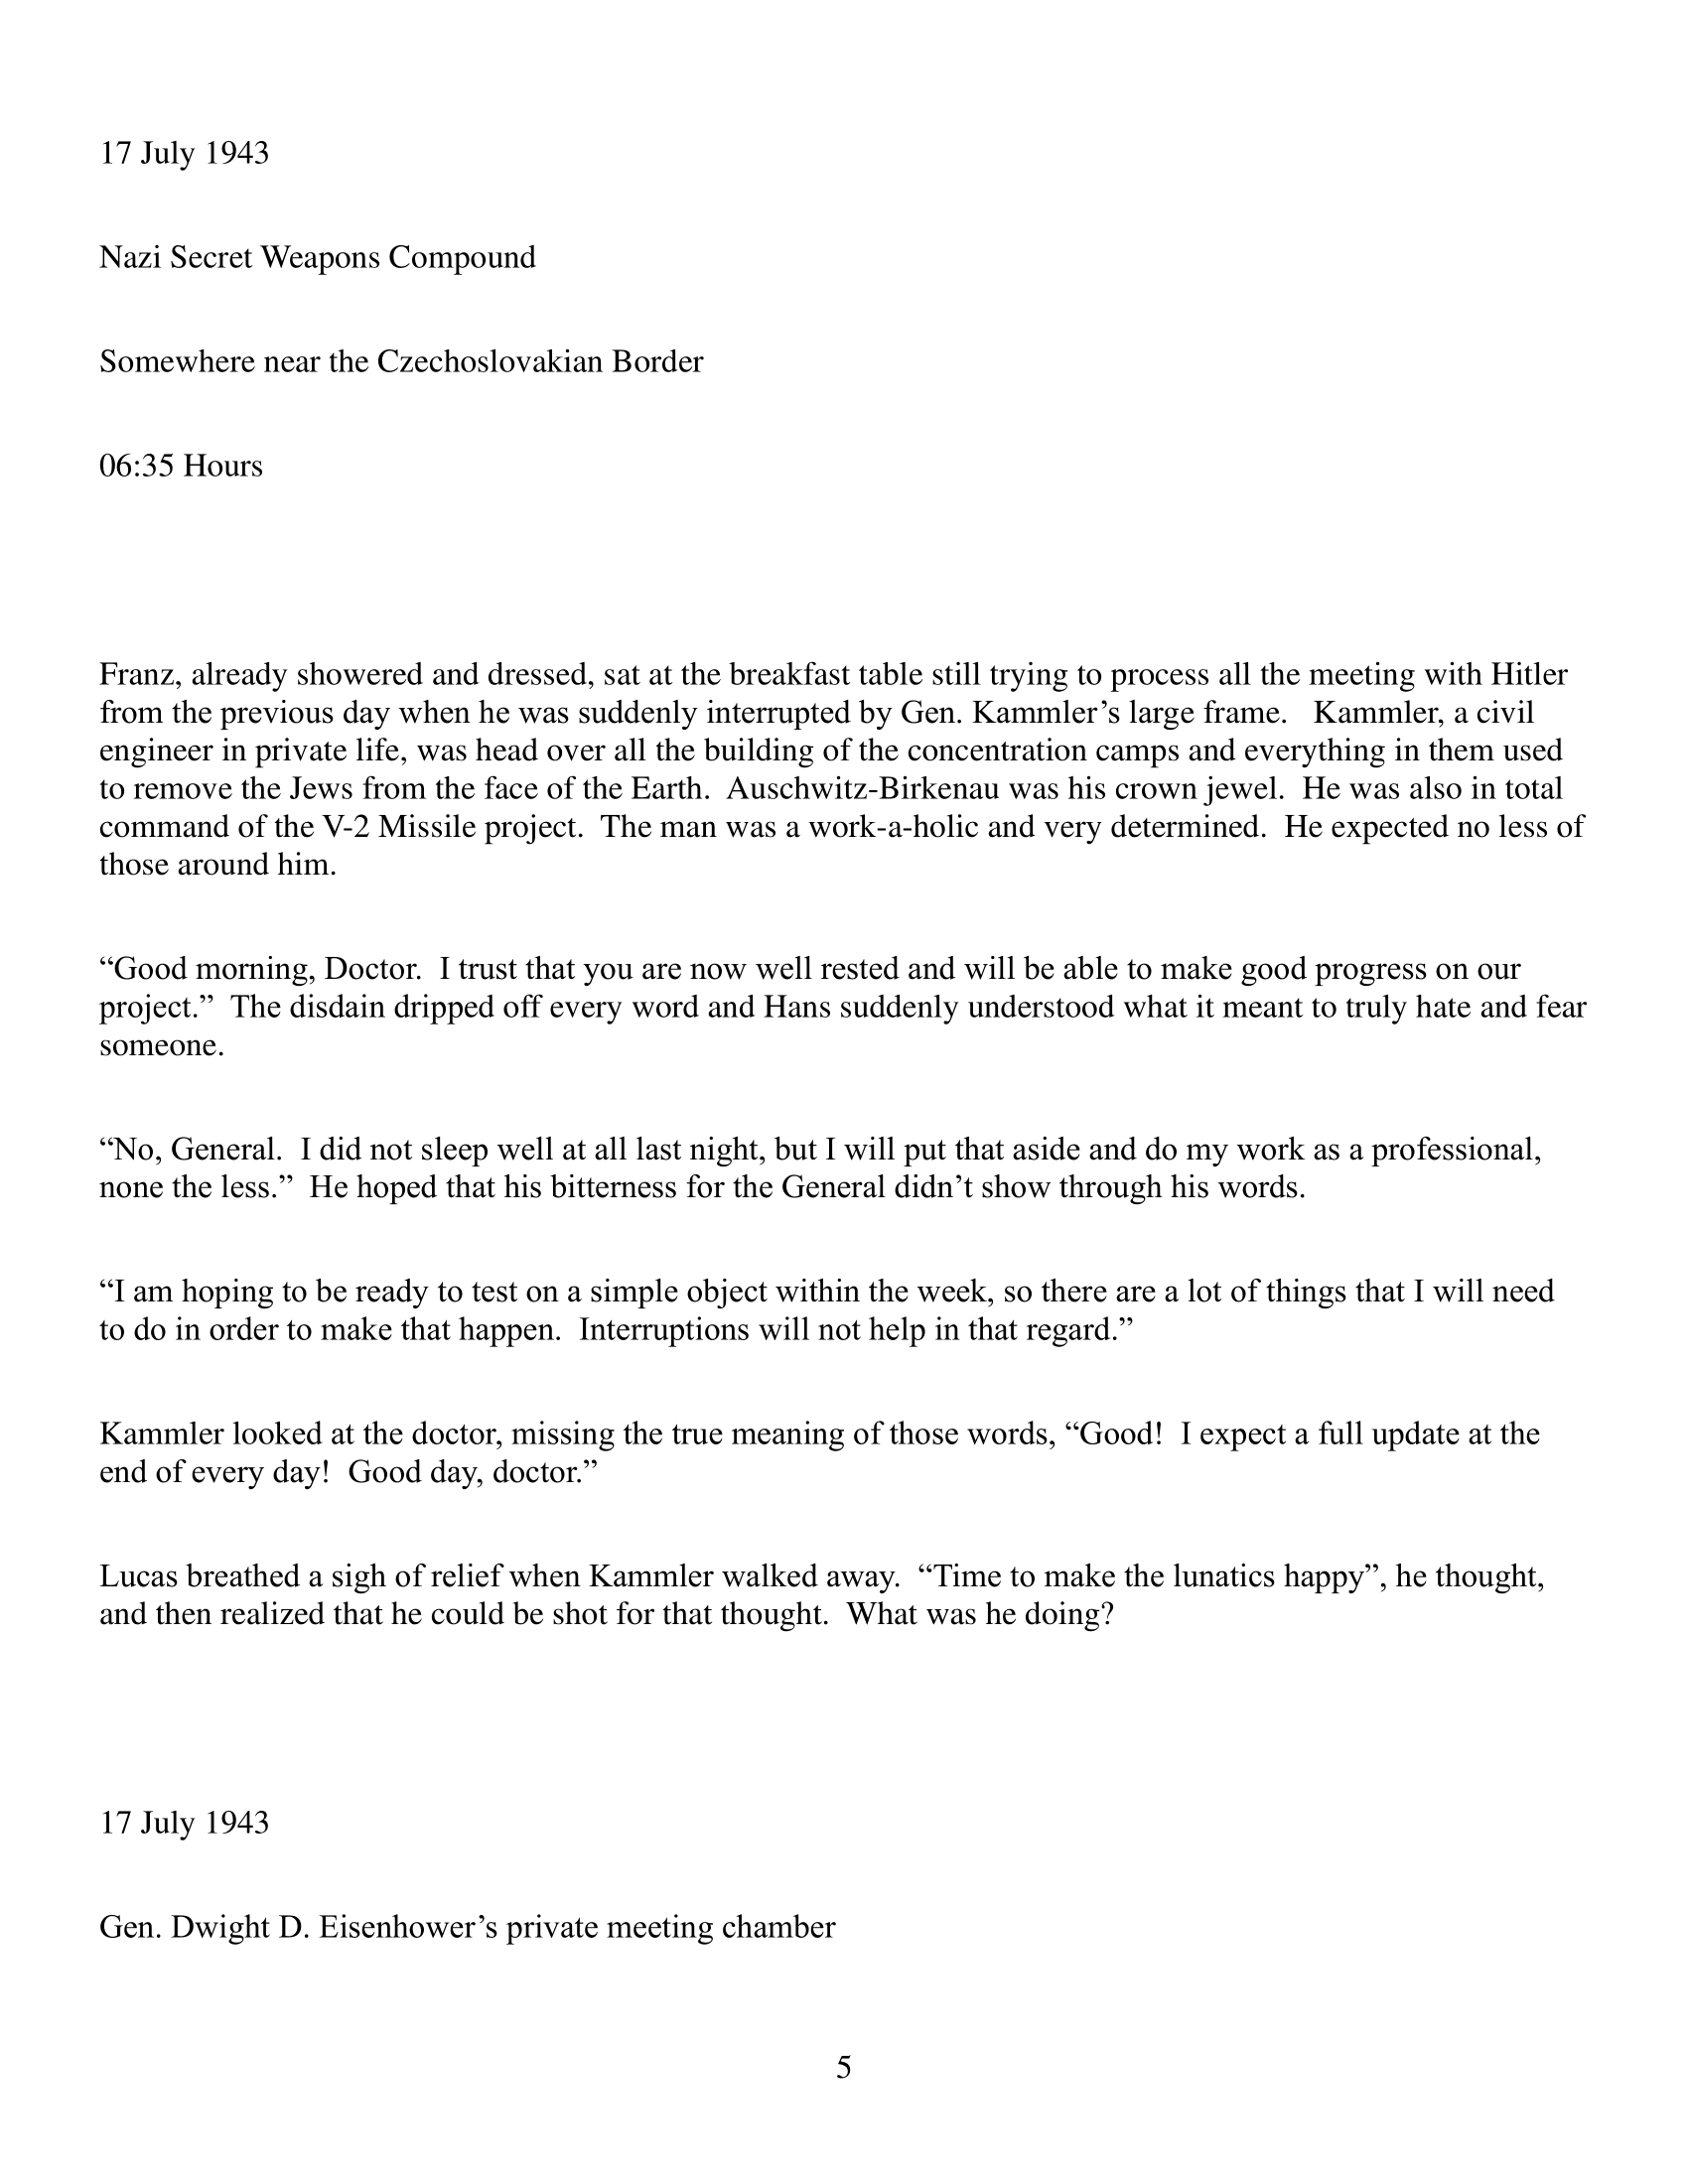 17 July 1943
Nazi Secret Weapons Compound
Somewhere near the Czechoslovakian Border
06:35 Hours
Franz, already showered and dressed, sat at the breakfast table still trying to process all the meeting with Hitler
from the previous day when he was suddenly interrupted by Gen. Kammler’s large frame.   Kammler, a civil
engineer in private life, was head over all the building of the concentration camps and everything in them used
to remove the Jews from the face of the Earth.  Auschwitz-Birkenau was his crown jewel.  He was also in total
command of the V-2 Missile project.  The man was a work-a-holic and very determined.  He expected no less of
those around him.
“Good morning, Doctor.  I trust that you are now well rested and will be able to make good progress on our
project.”  The disdain dripped off every word and Hans suddenly understood what it meant to truly hate and fear
someone.
“No, General.  I did not sleep well at all last night, but I will put that aside and do my work as a professional,
none the less.”  He hoped that his bitterness for the General didn’t show through his words.
“I am hoping to be ready to test on a simple object within the week, so there are a lot of things that I will need
to do in order to make that happen.  Interruptions will not help in that regard.”
Kammler looked at the doctor, missing the true meaning of those words, “Good!  I expect a full update at the
end of every day!  Good day, doctor.”
Lucas breathed a sigh of relief when Kammler walked away.  “Time to make the lunatics happy”, he thought,
and then realized that he could be shot for that thought.  What was he doing?
17 July 1943
Gen. Dwight D. Eisenhower’s private meeting chamber
5